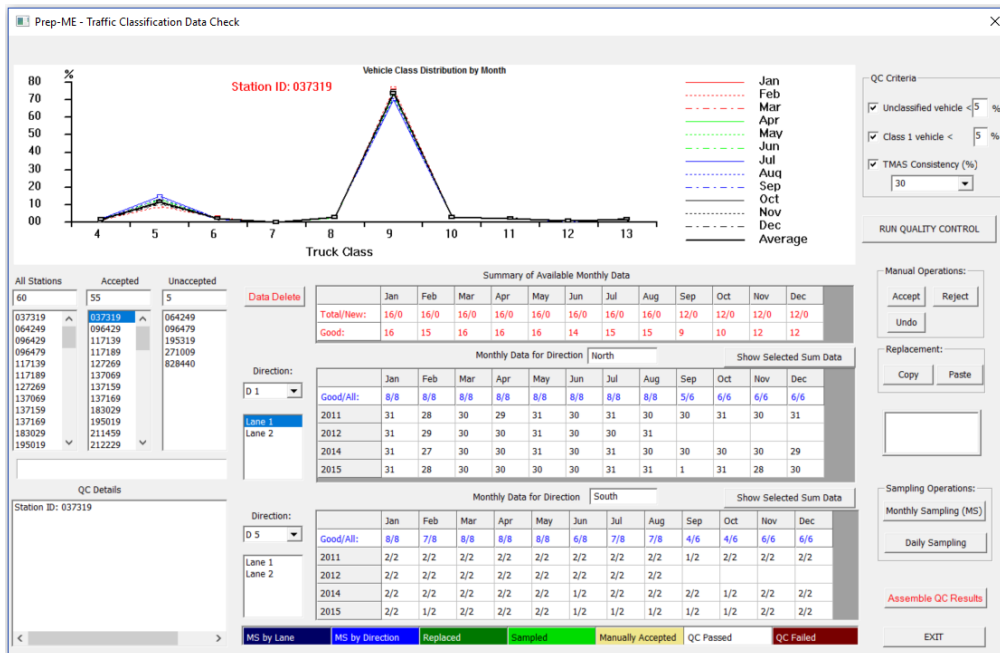 Prep-ME - Traffic Classification Data Check
Vehicle Class Distribution by Month
%
Station ID: 037319
80
70
60
50
40
30
20
10
00
4 5 6 7 8 9 10 11 12 13
Truck Class
Jan
Feb
Mar
Apr
May
Jun
Jul
Aug
Sep
Oct
Nov
Dec
Average
QC Criteria
Unclassified vehicle < 5 %
Class 1 vehicle < 5 %
TMAS Consistency (%)
30
RUN QUALITY CONTROL
All Stations Accepted Unaccepted
60 55 5
037319 037319 064249
064249 096429 096479
096429 117139 195319
096479 117189 271009
117139 127269 828440
117189 137069
127269 137159
137069 137169
137159 183029
137169 195019
183029 211459
195019 212229
QC Details
Station ID: 037319
Data Delete
Summary of Available Monthly Data
Jan Feb Mar Apr May Jun Jul Aug Sep Oct Nov Dec
Total/New: 16/0 16/0 16/0 16/0 16/0 16/0 16/0 16/0 12/0 12/0 12/0 12/0
Good: 16 15 16 16 16 14 15 15 9 10 12 12
Monthly Data for Direction North
Show Selected Sum Data
Direction:
D 1
Lane 1
Lane 2
Jan Feb Mar Apr May Jun Jul Aug Sep Oct Nov Dec
Good/All: 8/8 8/8 8/8 8/8 8/8 8/8 8/8 8/8 5/6 6/6 6/6 6/6
2011 31 28 30 29 31 30 31 30 30 31 30 31
2012 31 29 30 30 31 30 30 31
2014 31 27 30 30 31 30 31 30 30 30 30 29
2015 31 28 30 30 30 30 31 31 1 31 28 30
Monthly Data for Direction South
Show Selected Sum Data
Direction:
D 5
Lane 1
Lane 2
Jan Feb Mar Apr May Jun Jul Aug Sep Oct Nov Dec
Good/All: 8/8 7/8 8/8 8/8 8/8 6/8 7/8 7/8 4/6 4/6 6/6 6/6
2011 2/2 2/2 2/2 2/2 2/2 2/2 2/2 2/2 1/2 2/2 2/2 2/2
2012 2/2 2/2 2/2 2/2 2/2 2/2 2/2 2/2
2014 2/2 2/2 2/2 2/2 2/2 1/2 2/2 2/2 2/2 1/2 2/2 2/2
2015 2/2 1/2 2/2 2/2 2/2 1/2 1/2 1/2 1/2 1/2 2/2 2/2
MS by Lane MS by Direction Replaced Sampled Manually Accepted QC Passed QC Failed
Manual Operations:
Accept Reject
Undo
Replacement:
Copy Paste
Sampling Operations:
Monthly Sampling (MS)
Daily Sampling
Assemble QC Results
EXIT